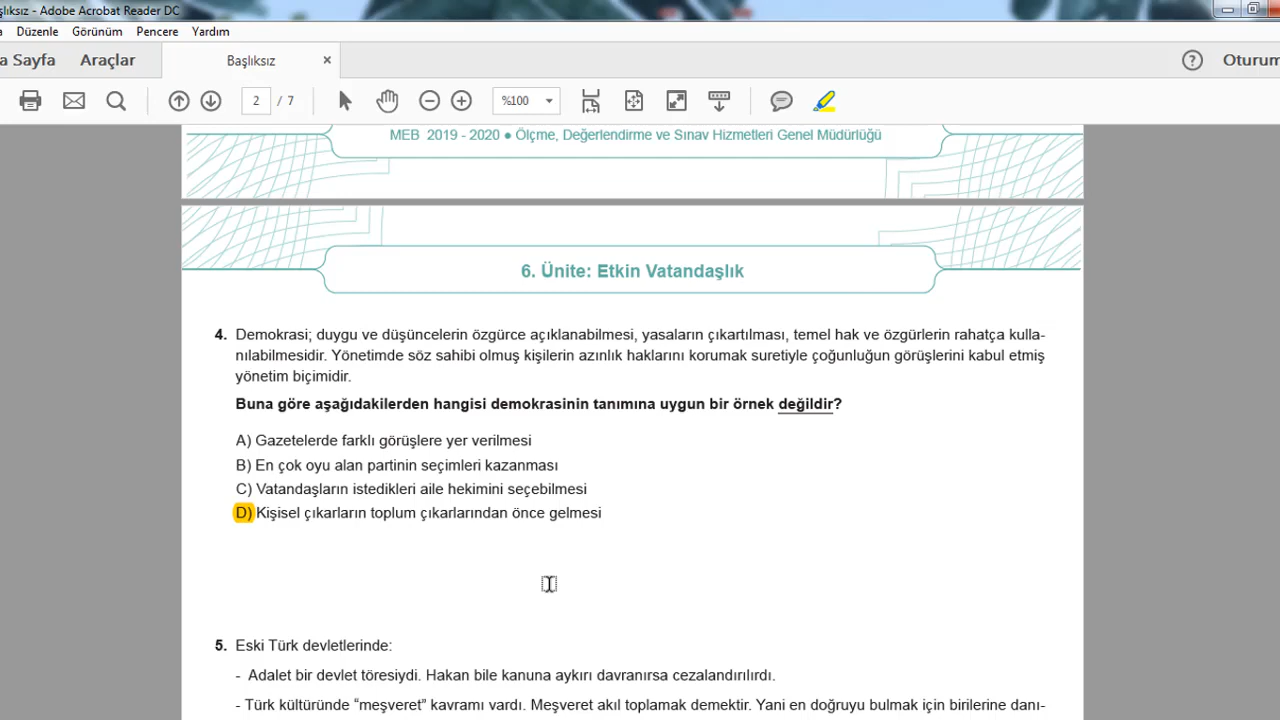 şlıksız - Adobe Acrobat Reader DC
Düzenle Görünüm Pencere Yardım
a Sayfa Araçlar Başlıksız × ? Oturum
2 / 7 %100
MEB 2019 - 2020 ● Ölçme, Değerlendirme ve Sınav Hizmetleri Genel Müdürlüğü
6. Ünite: Etkin Vatandaşlık
4. Demokrasi; duygu ve düşüncelerin özgürce açıklanabilmesi, yasaların çıkartılması, temel hak ve özgürlerin rahatça kulla-
nılabilmesidir. Yönetimde söz sahibi olmuş kişilerin azınlık haklarını korumak suretiyle çoğunluğun görüşlerini kabul etmiş
yönetim biçimidir.
Buna göre aşağıdakilerden hangisi demokrasinin tanımına uygun bir örnek değildir?
A) Gazetelerde farklı görüşlere yer verilmesi
B) En çok oyu alan partinin seçimleri kazanması
C) Vatandaşların istedikleri aile hekimini seçebilmesi
D) Kişisel çıkarların toplum çıkarlarından önce gelmesi
5. Eski Türk devletlerinde:
- Adalet bir devlet töresiydi. Hakan bile kanuna aykırı davranırsa cezalandırılırdı.
- Türk kültüründe “meşveret” kavramı vardı. Meşveret akıl toplamak demektir. Yani en doğruyu bulmak için birilerine danı-